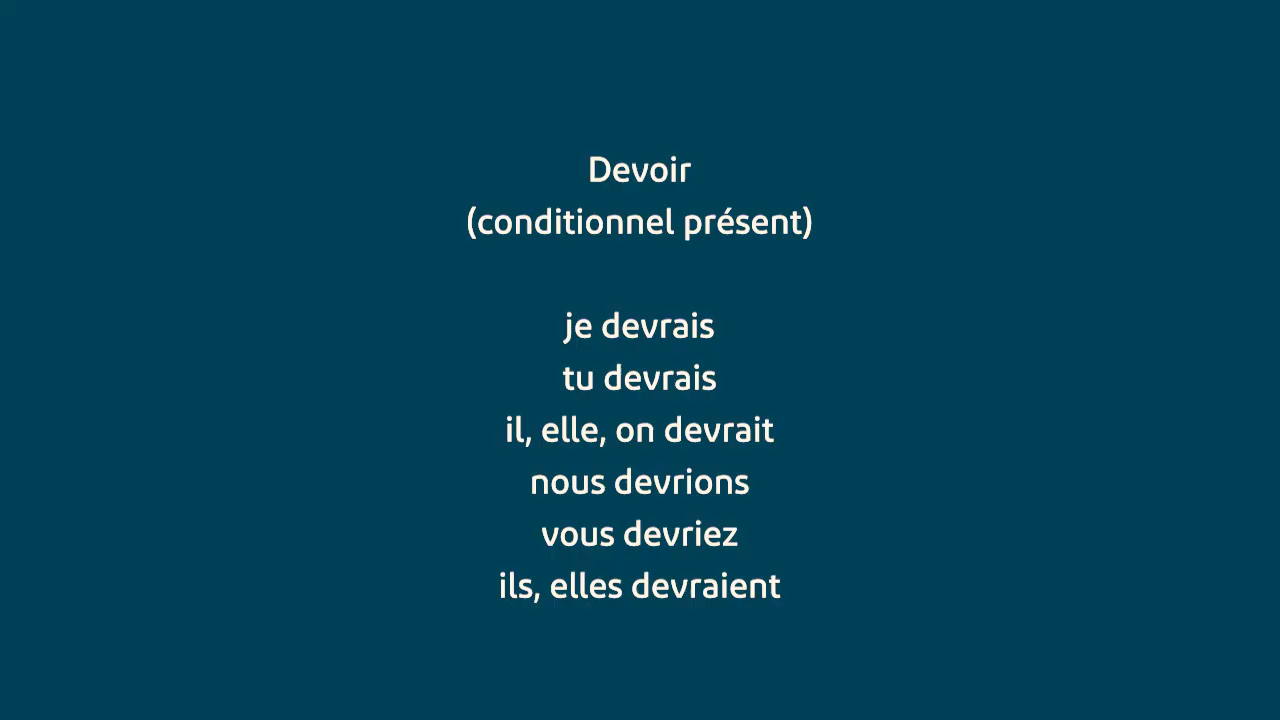 Devoir
(conditionnel présent)
je devrais
tu devrais
il, elle, on devrait
nous devrions
vous devriez
ils, elles devraient